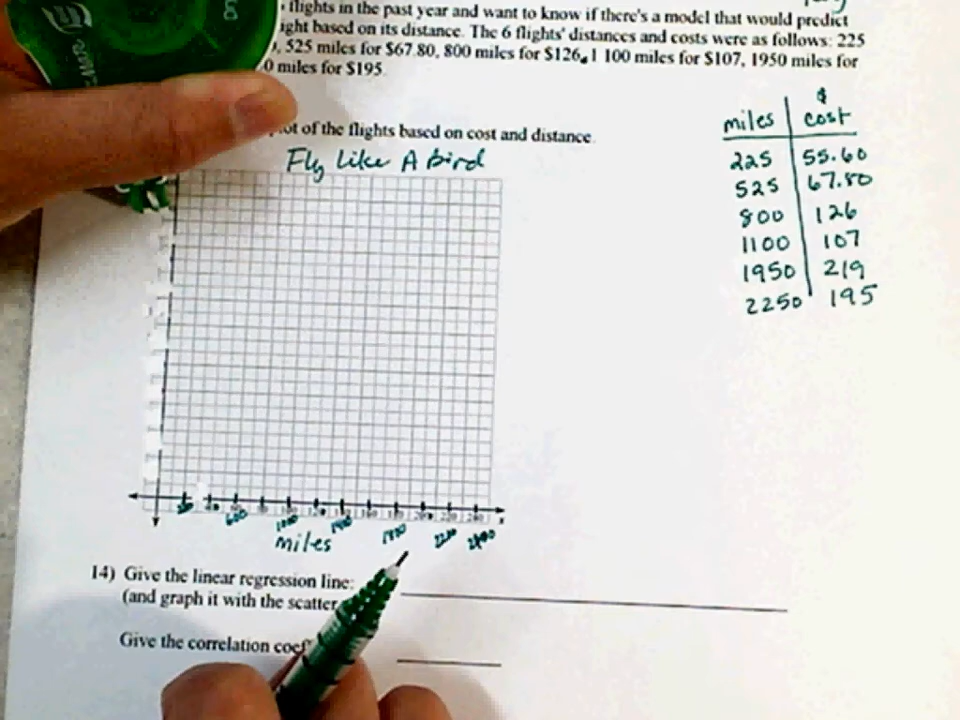 flights in the past year and want to know if there's a model that would predict
ight based on its distance. The 6 flights' distances and costs were as follows: 225
, 525 miles for $67.80, 800 miles for $126, 1100 miles for $107, 1950 miles for
0 miles for $195.
miles | $ cost
ot of the flights based on cost and distance.
Fly Like A Bird
225 | 55.60
525 | 67.80
800 | 126
1100 | 107
1950 | 219
2250 | 195
600 1000 1400 1800 2200
miles
14) Give the linear regression line:
(and graph it with the scatter
Give the correlation coef